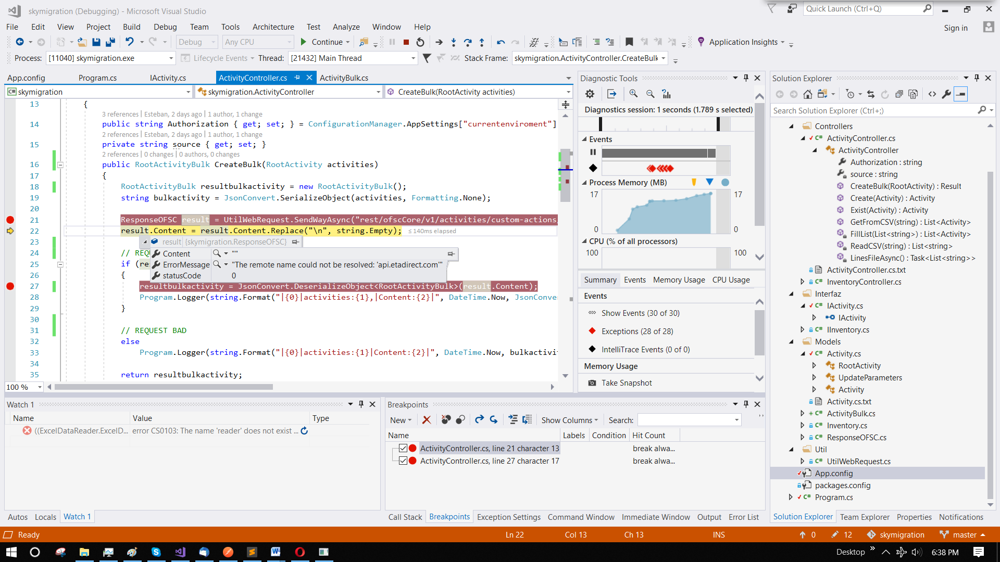 skymigration (Debugging) - Microsoft Visual Studio
Quick Launch (Ctrl+Q)
File Edit View Project Build Debug Team Tools Architecture Test Analyze Window Help
Sign in
Debug Any CPU Continue Application Insights
Process: [11040] skymigration.exe Lifecycle Events Thread: [21432] Main Thread Stack Frame: skymigration.ActivityController.CreateBulk
App.config Program.cs IActivity.cs ActivityController.cs ActivityBulk.cs
skymigration skymigration.ActivityController CreateBulk(RootActivity activities)
13 {
3 references | Esteban, 2 days ago | 1 author, 1 change
14 public string Authorization { get; set; } = ConfigurationManager.AppSettings["currentenviroment"]
2 references | Esteban, 2 days ago | 1 author, 1 change
15 private string source { get; set; }
2 references | 0 changes | 0 authors, 0 changes
16 public RootActivityBulk CreateBulk(RootActivity activities)
17 {
18 RootActivityBulk resultbulkactivity = new RootActivityBulk();
19 string bulkactivity = JsonConvert.SerializeObject(activities, Formatting.None);
20
21 ResponseOFSC result = UtilWebRequest.SendWayAsync("rest/ofscCore/v1/activities/custom-actions
22 result.Content = result.Content.Replace("\n", string.Empty); ≤ 140ms elapsed
23 result {skymigration.ResponseOFSC}
24 // REQU Content ""
25 if (res ErrorMessage "The remote name could not be resolved: 'api.etadirect.com'"
26 { statusCode 0
27 resultbulkactivity = JsonConvert.DeserializeObject<RootActivityBulk>(result.Content);
28 Program.Logger(string.Format("|{0}|activities:{1},|Content:{2}|", DateTime.Now, JsonConve
29 }
30
31 // REQUEST BAD
32 else
33 Program.Logger(string.Format("|{0}|activities:{1}|Content:{2}|", DateTime.Now, bulkactivi
34
35 return resultbulkactivity;
100 %
Diagnostic Tools
Diagnostics session: 1 seconds (1.789 s selected)
Events
Process Memory (MB)
17 17
0 0
CPU (% of all processors)
100 100
Summary Events Memory Usage CPU Usage
Events
Show Events (30 of 30)
Exceptions (28 of 28)
IntelliTrace Events (0 of 0)
Memory Usage
Take Snapshot
Solution Explorer
Search Solution Explorer (Ctrl+;)
Controllers
C# ActivityController.cs
ActivityController
Authorization : string
source : string
CreateBulk(RootActivity) : Result
Create(Activity) : Activity
Exist(Activity) : Activity
GetFromCSV(string) : List<Activity>
FillList(List<string>) : List<Activity>
ReadCSV(string) : List<string>
LinesFileAsync() : Task<List<string>>
ActivityController.cs.txt
C# InventoryController.cs
Interfaz
C# IActivity.cs
IActivity
C# IInventory.cs
Models
C# Activity.cs
RootActivity
UpdateParameters
Activity
Activity.cs.txt
C# ActivityBulk.cs
C# Inventory.cs
C# ResponseOFSC.cs
Util
C# UtilWebRequest.cs
App.config
packages.config
C# Program.cs
Solution Explorer Team Explorer Properties Notifications
Watch 1
Name Value Type
((ExcelDataReader.ExcelD... error CS0103: The name 'reader' does not exist ...
Autos Locals Watch 1
Breakpoints
New Show Columns Search:
Name Labels Condition Hit Count
ActivityController.cs, line 21 character 13 break alwa...
ActivityController.cs, line 27 character 17 break alwa...
Call Stack Breakpoints Exception Settings Command Window Immediate Window Output Error List
Ready Ln 22 Col 13 Ch 13 INS 0 12 skymigration master
Desktop 6:38 PM